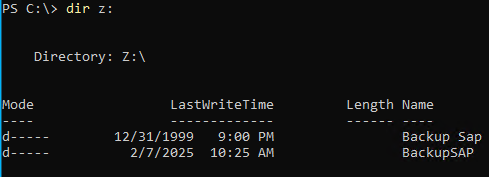 PS C:\> dir z:
Directory: Z:\
Mode                 LastWriteTime         Length Name
----                 -------------         ------ ----
d-----        12/31/1999   9:00 PM                Backup Sap
d-----          2/7/2025  10:25 AM                BackupSAP